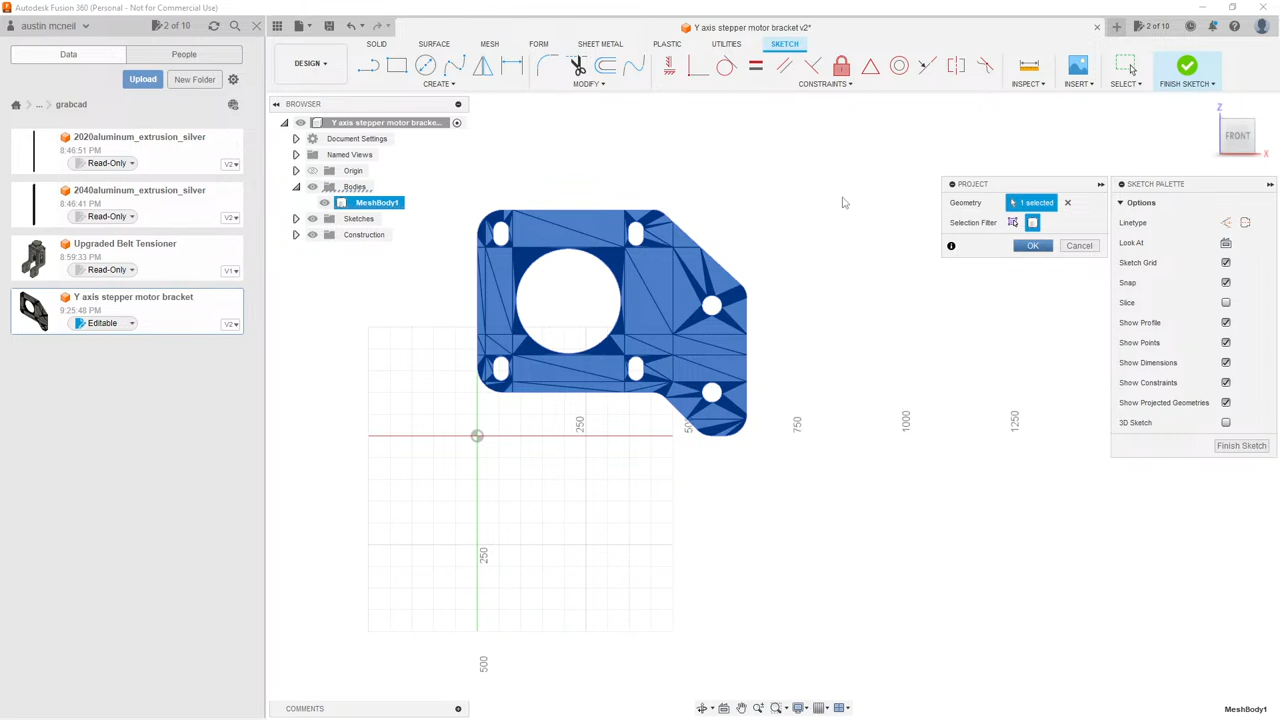 Autodesk Fusion 360 (Personal - Not for Commercial Use)
austin mcneil
2 of 10
Y axis stepper motor bracket v2*
2 of 10
Data
People
SOLID
SURFACE
MESH
FORM
SHEET METAL
PLASTIC
UTILITIES
SKETCH
DESIGN
CREATE
MODIFY
CONSTRAINTS
INSPECT
INSERT
SELECT
FINISH SKETCH
Upload
New Folder
... grabcad
2020aluminum_extrusion_silver
8:46:51 PM
Read-Only
V2
2040aluminum_extrusion_silver
8:46:41 PM
Read-Only
V2
Upgraded Belt Tensioner
8:59:33 PM
Read-Only
V1
Y axis stepper motor bracket
9:25:48 PM
Editable
V2
BROWSER
Y axis stepper motor bracke...
Document Settings
Named Views
Origin
Bodies
MeshBody1
Sketches
Construction
Z
FRONT
X
PROJECT
Geometry
1 selected
Selection Filter
OK
Cancel
SKETCH PALETTE
Options
Linetype
Look At
Sketch Grid
Snap
Slice
Show Profile
Show Points
Show Dimensions
Show Constraints
Show Projected Geometries
3D Sketch
Finish Sketch
250
750
1000
1250
250
500
COMMENTS
MeshBody1